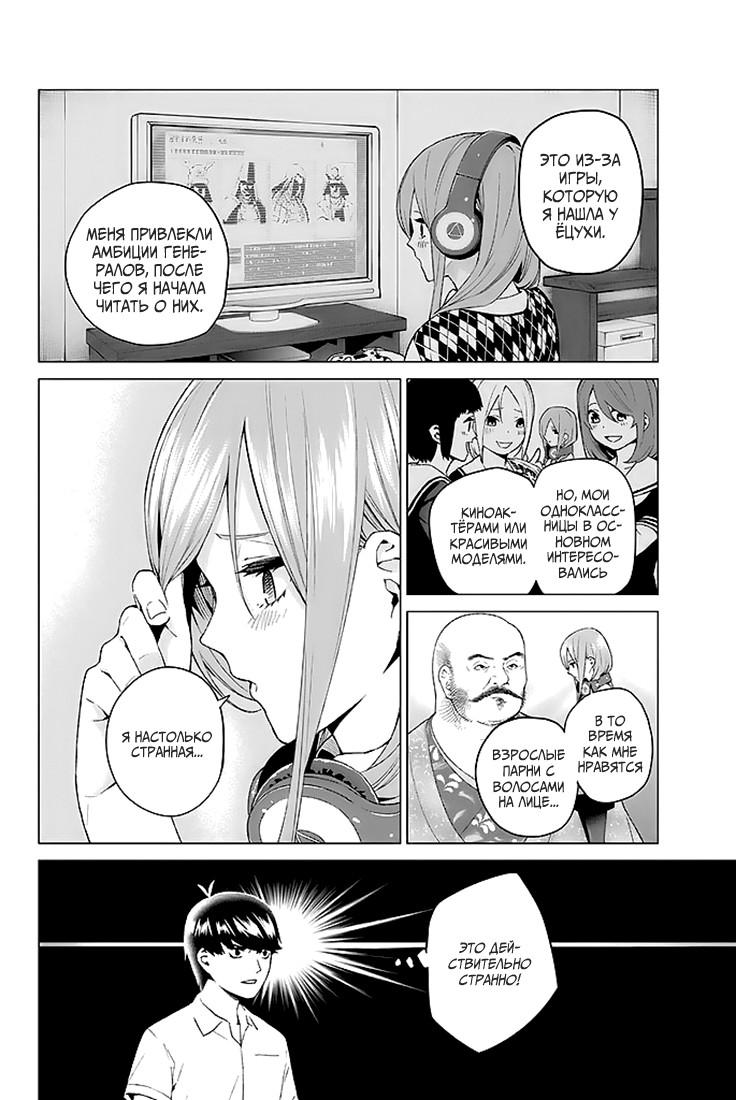 ЭТО ИЗ-ЗА
ИГРЫ,
КОТОРУЮ
Я НАШЛА У
ЁЦУХИ.
МЕНЯ ПРИВЛЕКЛИ
АМБИЦИИ ГЕНЕ-
РАЛОВ, ПОСЛЕ
ЧЕГО Я НАЧАЛА
ЧИТАТЬ О НИХ.
НО, МОИ
ОДНОКЛАСС-
НИЦЫ В ОС-
НОВНОМ
ИНТЕРЕСО-
ВАЛИСЬ
КИНОАК-
ТЁРАМИ ИЛИ
КРАСИВЫМИ
МОДЕЛЯМИ.
В ТО
ВРЕМЯ
КАК МНЕ
НРАВЯТСЯ
ВЗРОСЛЫЕ
ПАРНИ С
ВОЛОСАМИ
НА ЛИЦЕ...
Я НАСТОЛЬКО
СТРАННАЯ...
ЭТО ДЕЙ-
СТВИТЕЛЬНО
СТРАННО!